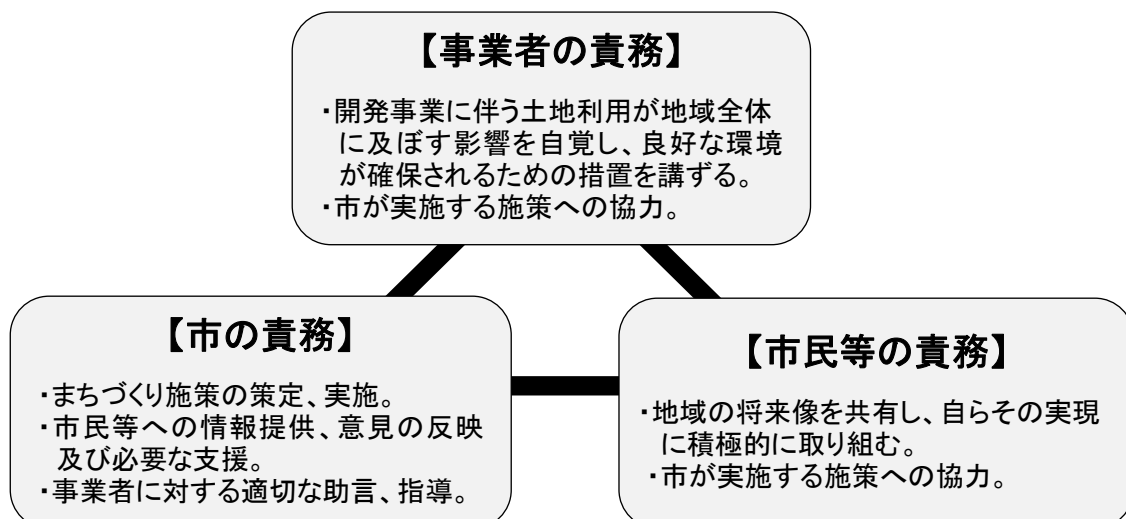 【事業者の責務】
・開発事業に伴う土地利用が地域全体
に及ぼす影響を自覚し、良好な環境
が確保されるための措置を講ずる。
・市が実施する施策への協力。
【市の責務】
・まちづくり施策の策定、実施。
・市民等への情報提供、意見の反映
及び必要な支援。
・事業者に対する適切な助言、指導。
【市民等の責務】
・地域の将来像を共有し、自らその実現
に積極的に取り組む。
・市が実施する施策への協力。